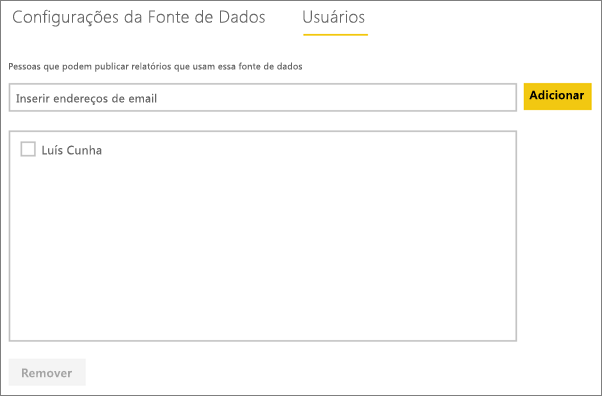 Configurações da Fonte de Dados Usuários
Pessoas que podem publicar relatórios que usam essa fonte de dados
Inserir endereços de email Adicionar
Luís Cunha
Remover